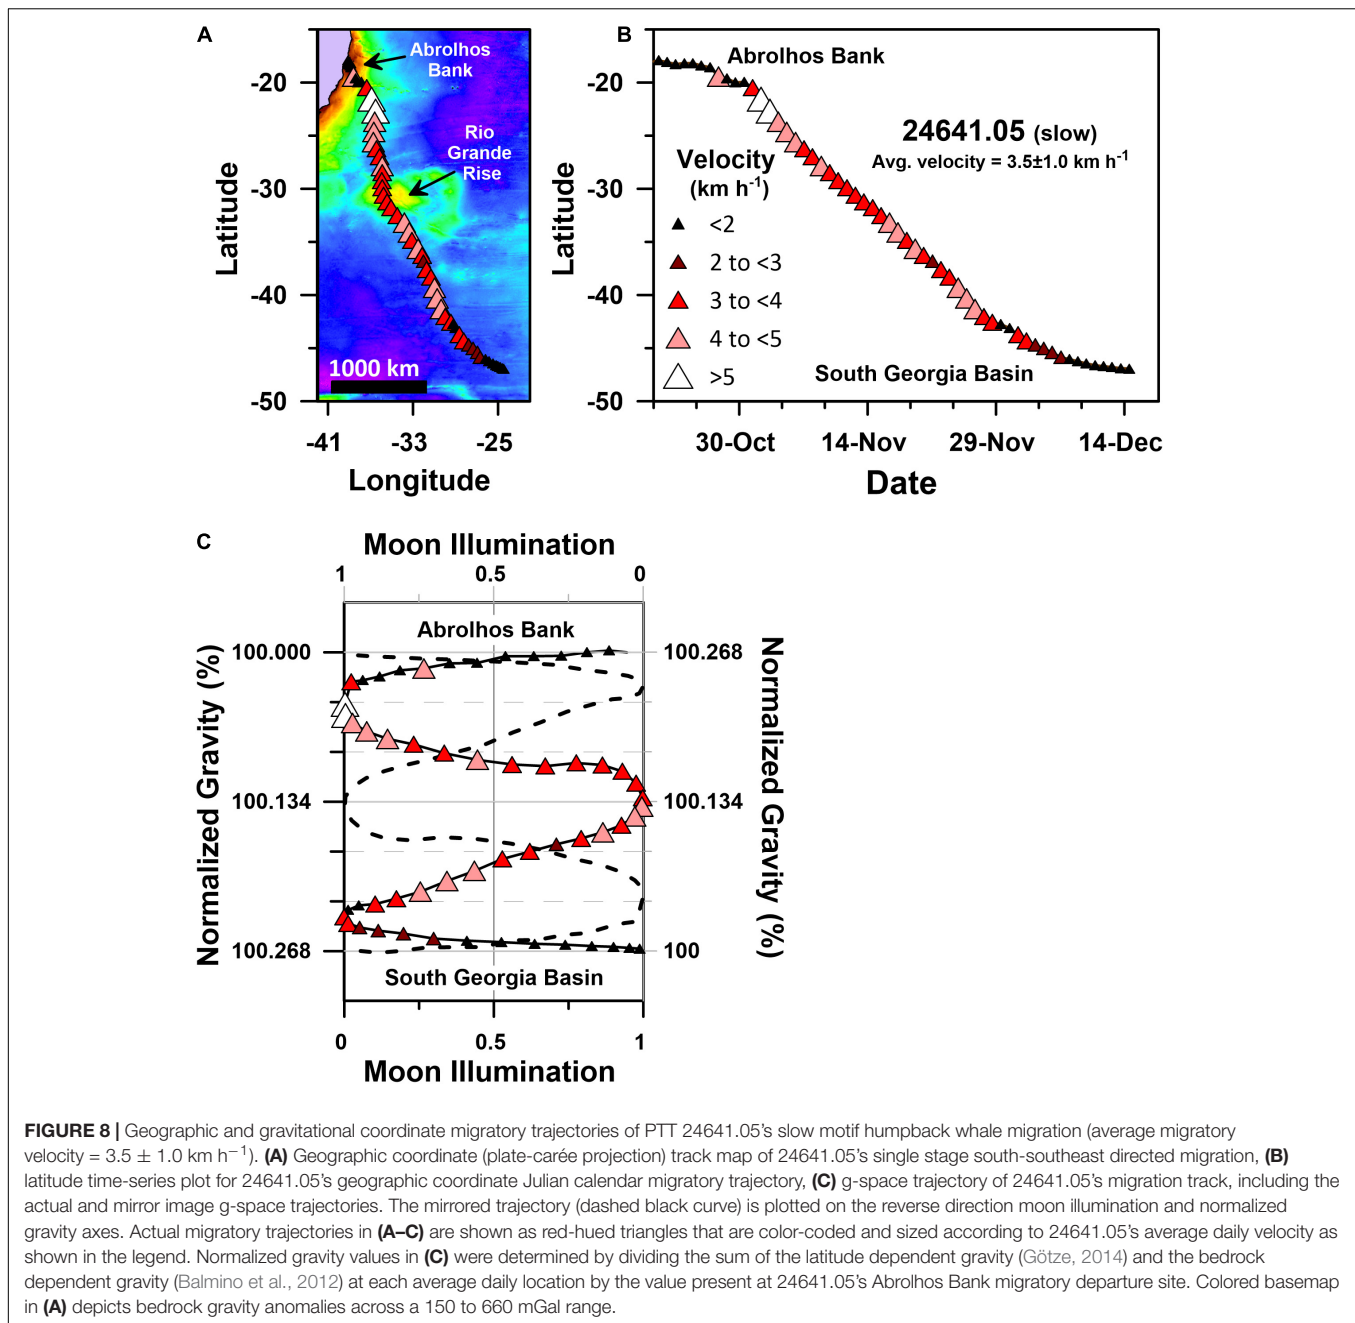 A
Abrolhos
Bank
Rio
Grande
Rise
1000 km
-20
-30
-40
-50
Latitude
-41
-33
-25
Longitude
B
Abrolhos Bank
24641.05 (slow)
Avg. velocity = 3.5±1.0 km h-1
Velocity
(km h-1)
<2
2 to <3
3 to <4
4 to <5
>5
South Georgia Basin
-20
-30
-40
-50
Latitude
30-Oct
14-Nov
29-Nov
14-Dec
Date
C
Moon Illumination
1
0.5
0
Abrolhos Bank
100.000
100.134
100.268
Normalized Gravity (%)
100.268
100.134
100
Normalized Gravity (%)
South Georgia Basin
0
0.5
1
Moon Illumination
FIGURE 8 | Geographic and gravitational coordinate migratory trajectories of PTT 24641.05's slow motif humpback whale migration (average migratory
velocity = 3.5 ± 1.0 km h−1). (A) Geographic coordinate (plate-carée projection) track map of 24641.05's single stage south-southeast directed migration, (B)
latitude time-series plot for 24641.05's geographic coordinate Julian calendar migratory trajectory, (C) g-space trajectory of 24641.05's migration track, including the
actual and mirror image g-space trajectories. The mirrored trajectory (dashed black curve) is plotted on the reverse direction moon illumination and normalized
gravity axes. Actual migratory trajectories in (A–C) are shown as red-hued triangles that are color-coded and sized according to 24641.05's average daily velocity as
shown in the legend. Normalized gravity values in (C) were determined by dividing the sum of the latitude dependent gravity (Götze, 2014) and the bedrock
dependent gravity (Balmino et al., 2012) at each average daily location by the value present at 24641.05's Abrolhos Bank migratory departure site. Colored basemap
in (A) depicts bedrock gravity anomalies across a 150 to 660 mGal range.